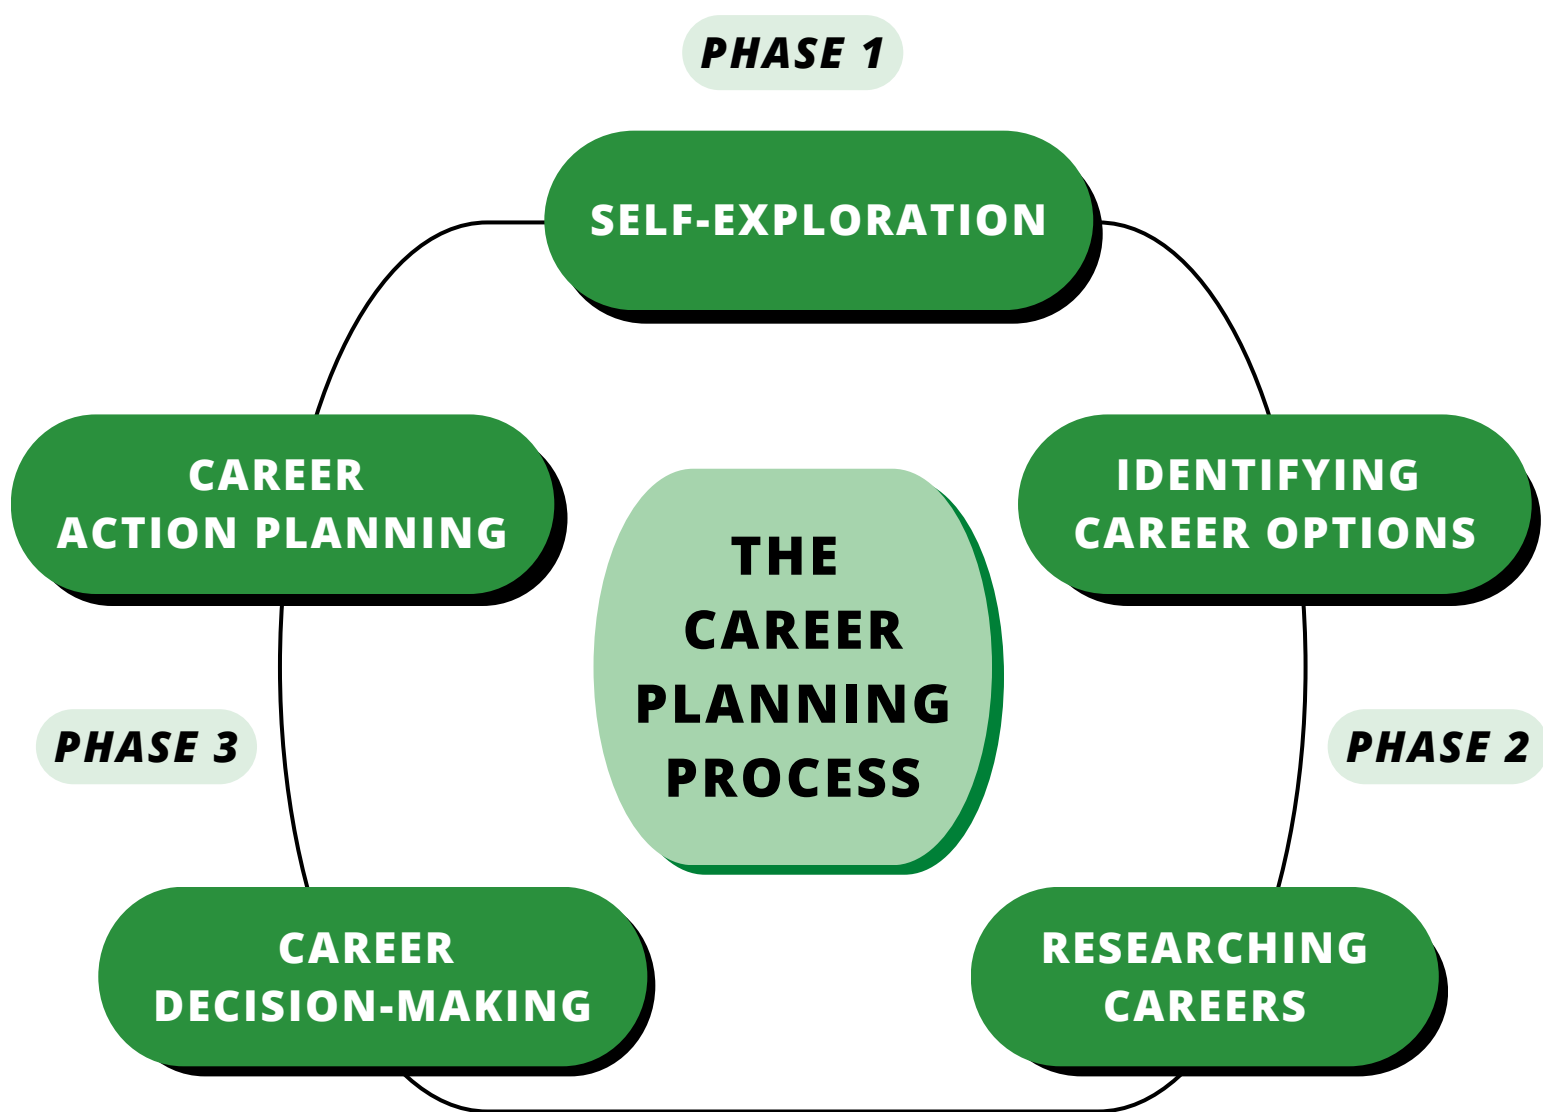 PHASE 1
SELF-EXPLORATION
IDENTIFYING
CAREER OPTIONS
PHASE 2
RESEARCHING
CAREERS
CAREER
DECISION-MAKING
PHASE 3
CAREER
ACTION PLANNING
THE
CAREER
PLANNING
PROCESS